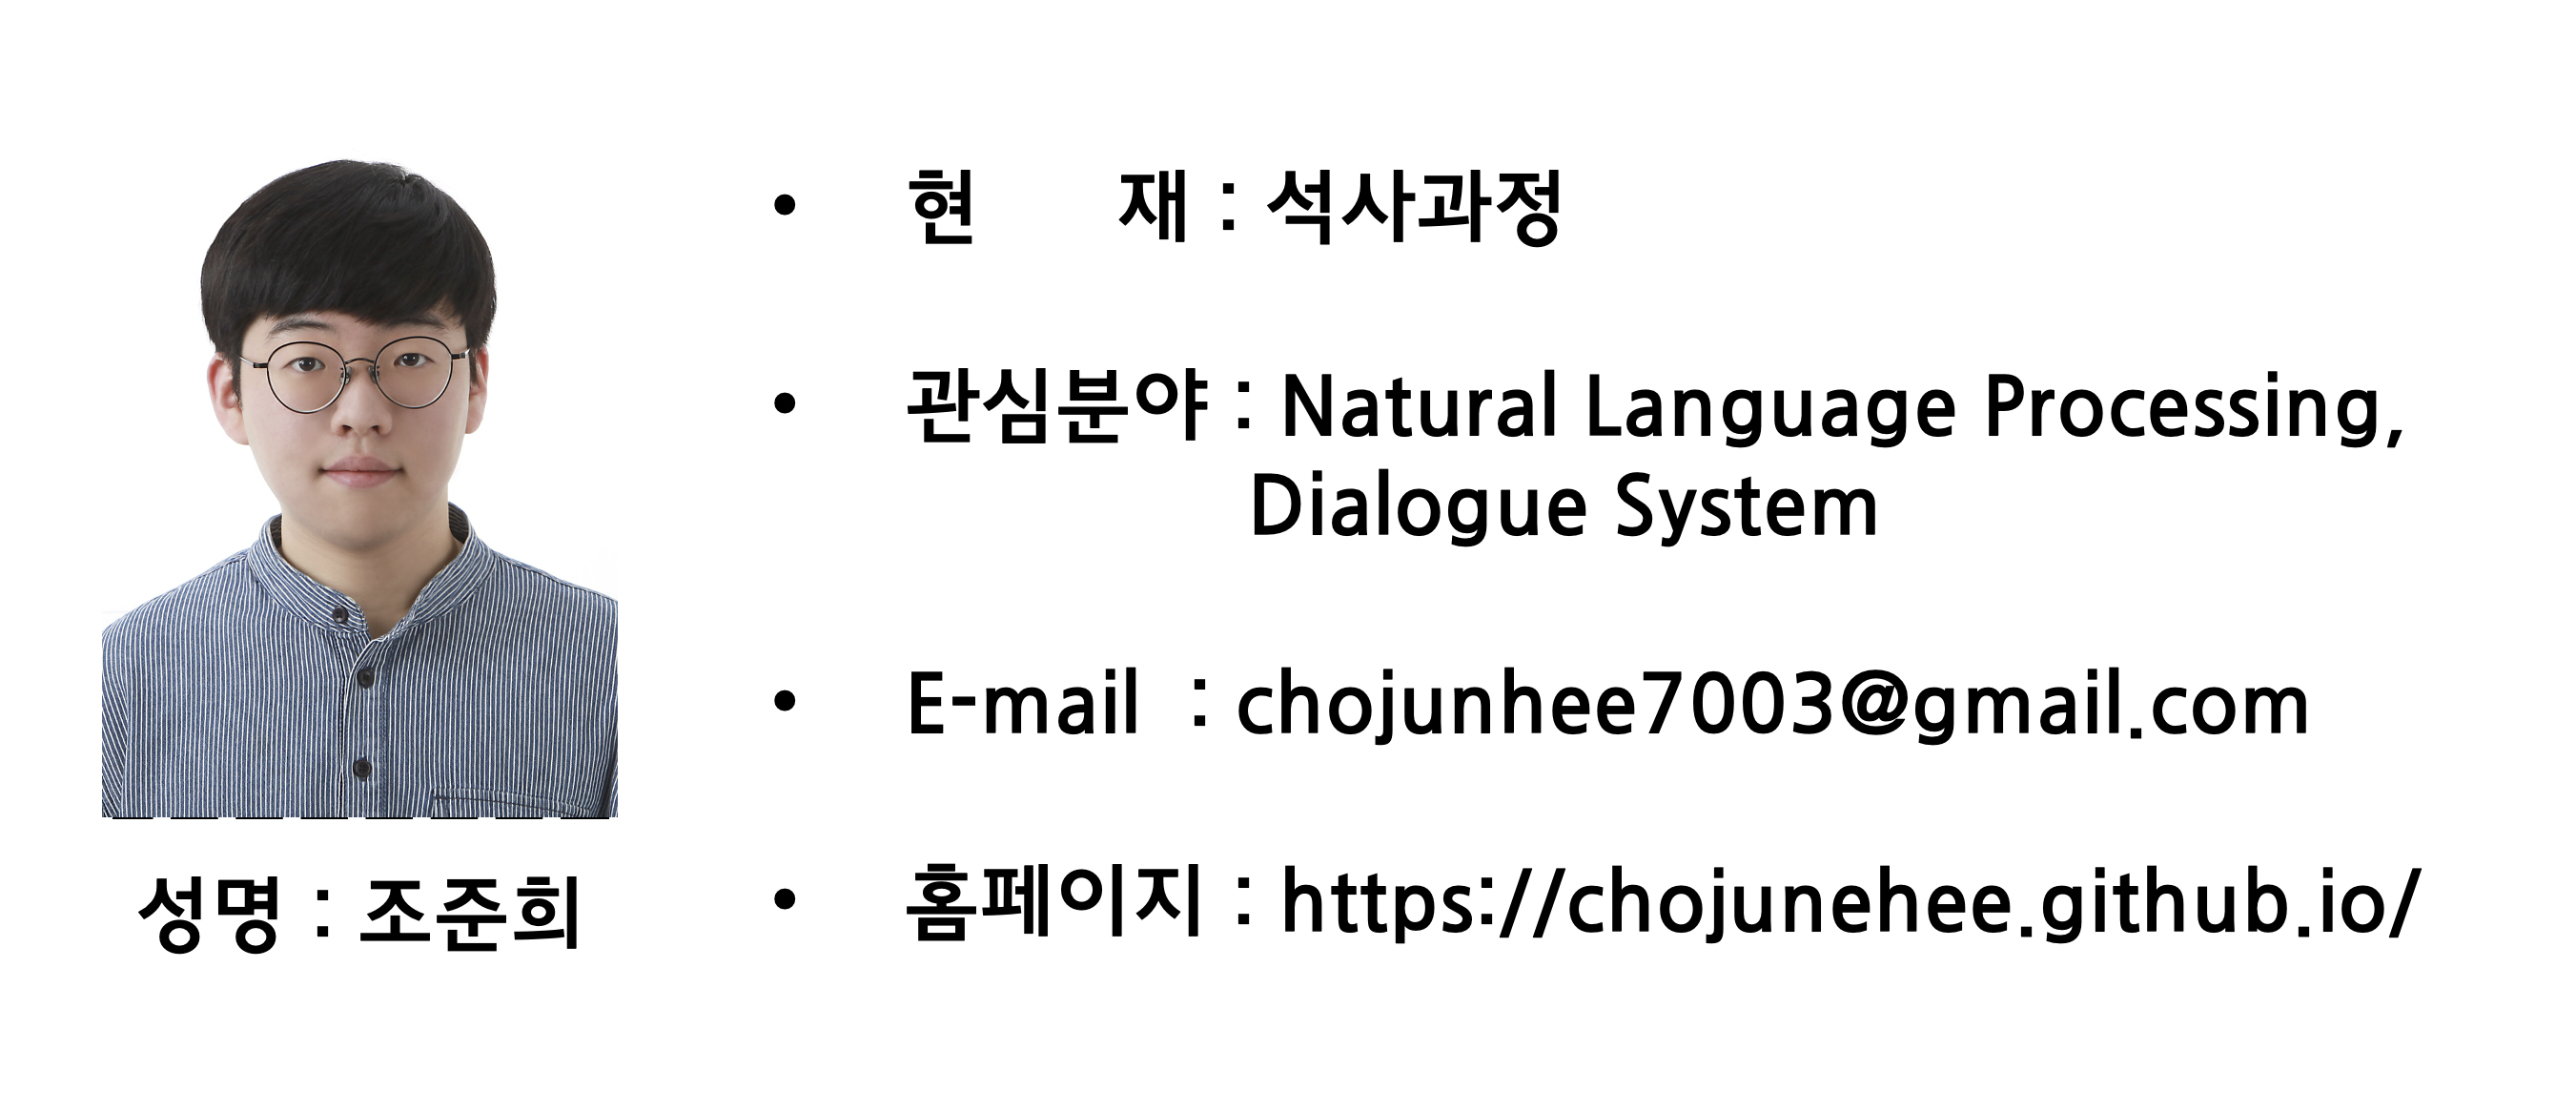 현 재 : 석사과정
관심분야 : Natural Language Processing,
Dialogue System
E-mail : chojunhee7003@gmail.com
홈페이지 : https://chojunehee.github.io/
성명 : 조준희